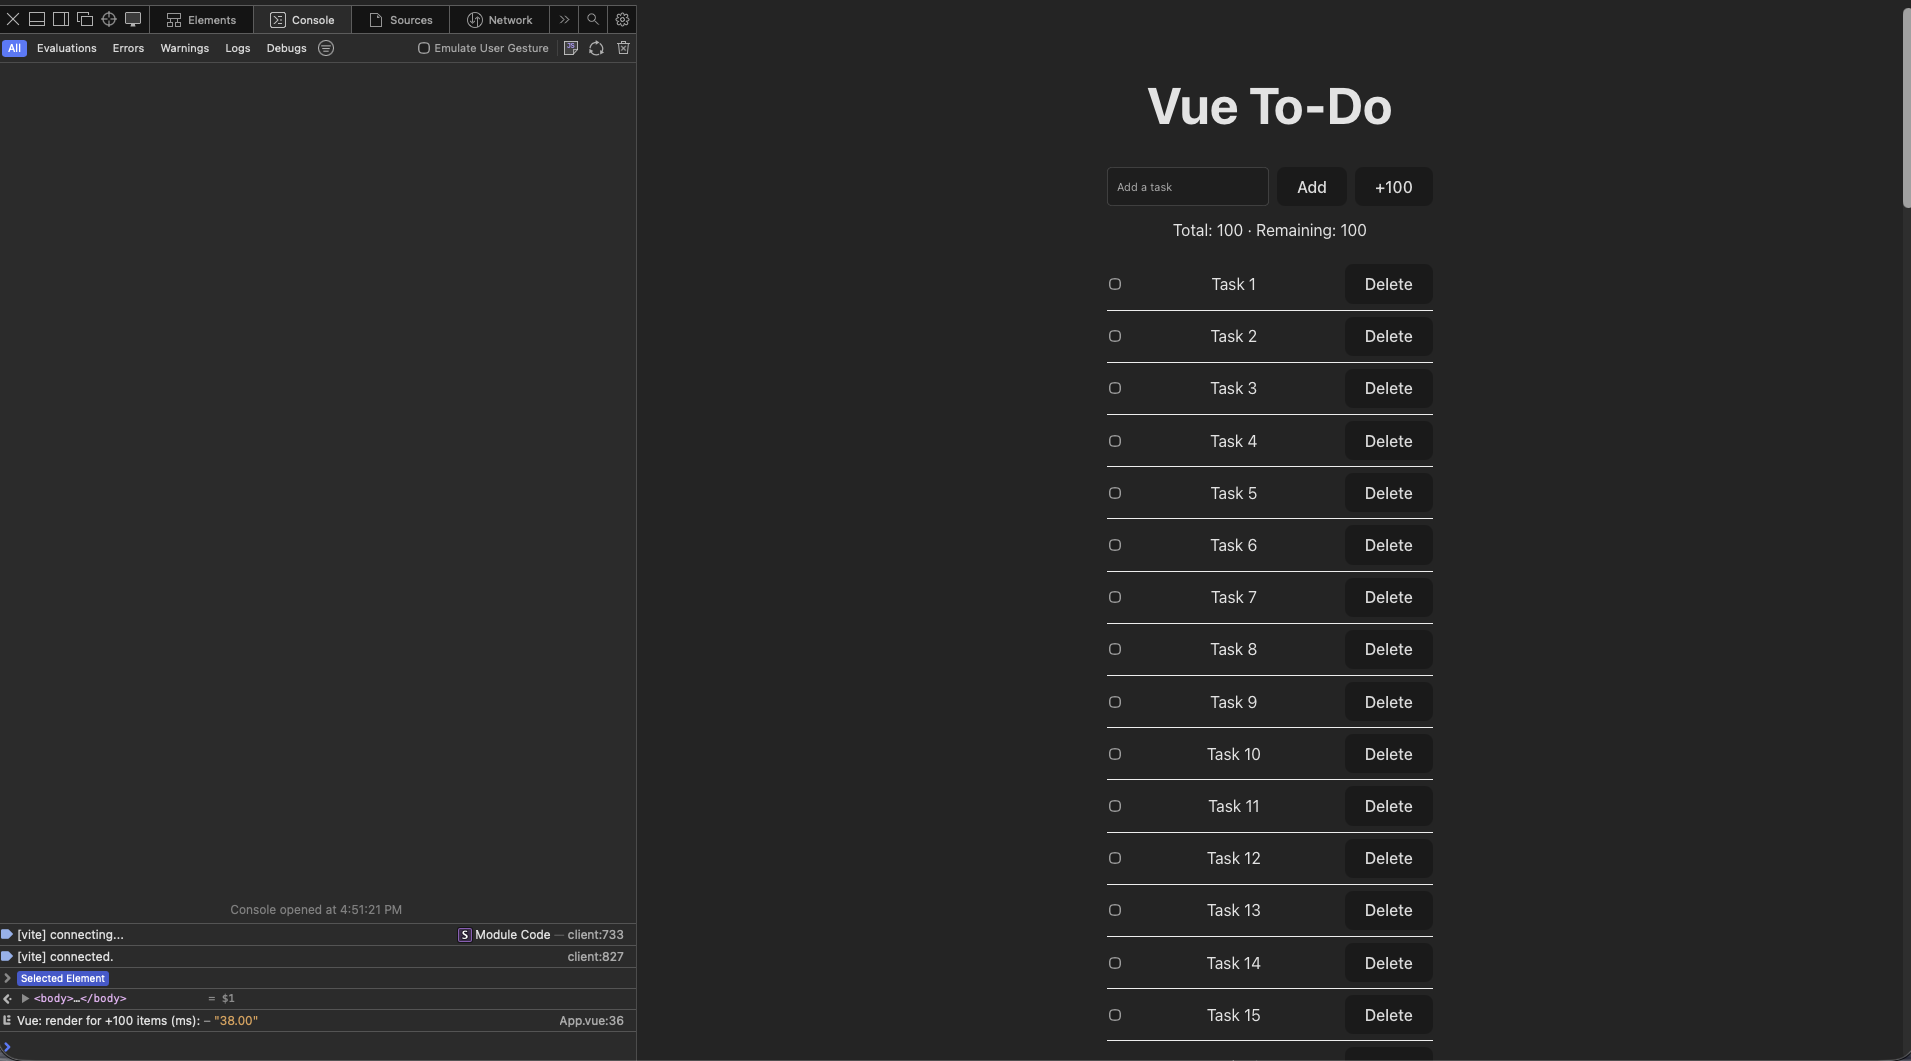 Elements
Console
Sources
Network
All
Evaluations
Errors
Warnings
Logs
Debugs
Emulate User Gesture
Console opened at 4:51:21 PM
[vite] connecting...
S Module Code — client:733
[vite] connected.
client:827
Selected Element
<body>…</body> = $1
Vue: render for +100 items (ms): – "38.00"
App.vue:36
Vue To-Do
Add a task
Add
+100
Total: 100 · Remaining: 100
Task 1 Delete
Task 2 Delete
Task 3 Delete
Task 4 Delete
Task 5 Delete
Task 6 Delete
Task 7 Delete
Task 8 Delete
Task 9 Delete
Task 10 Delete
Task 11 Delete
Task 12 Delete
Task 13 Delete
Task 14 Delete
Task 15 Delete